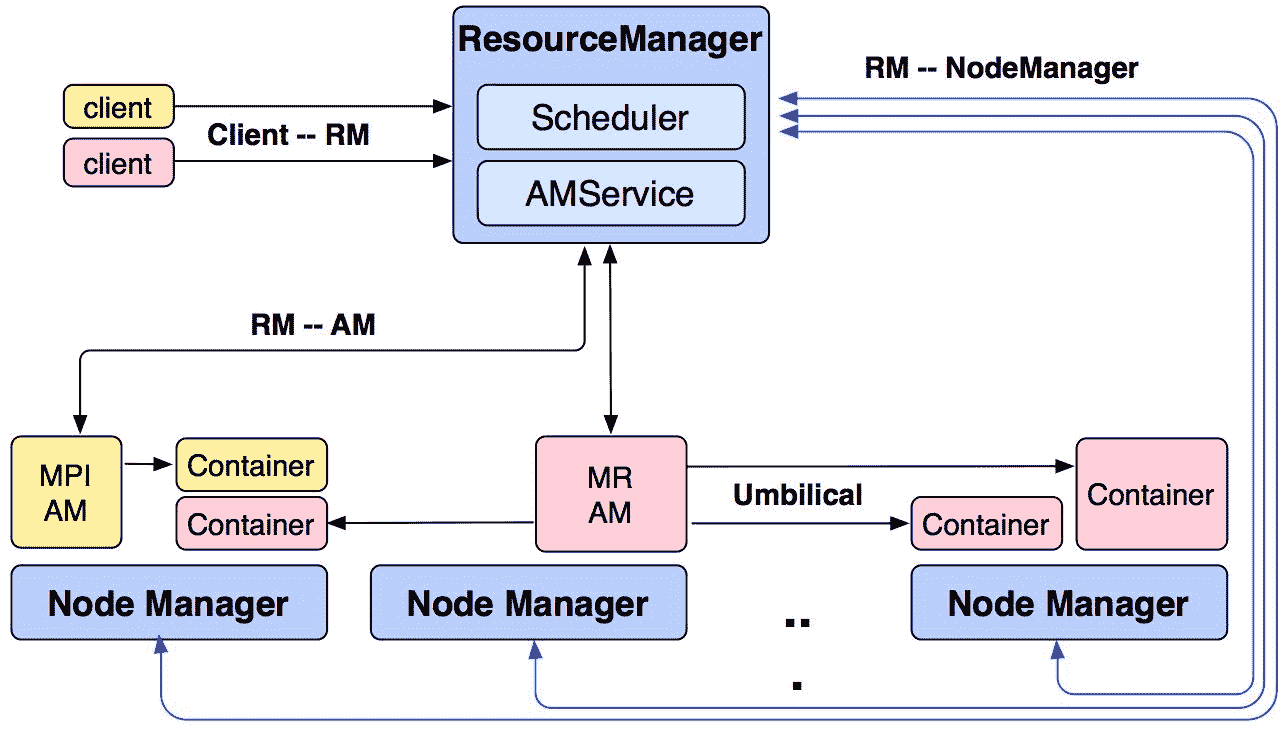 ResourceManager
RM -- NodeManager
client
Scheduler
Client -- RM
client
AMService
RM -- AM
MPI
AM
Container
Container
MR
AM
Umbilical
Container
Container
Node Manager
Node Manager
..
.
Node Manager